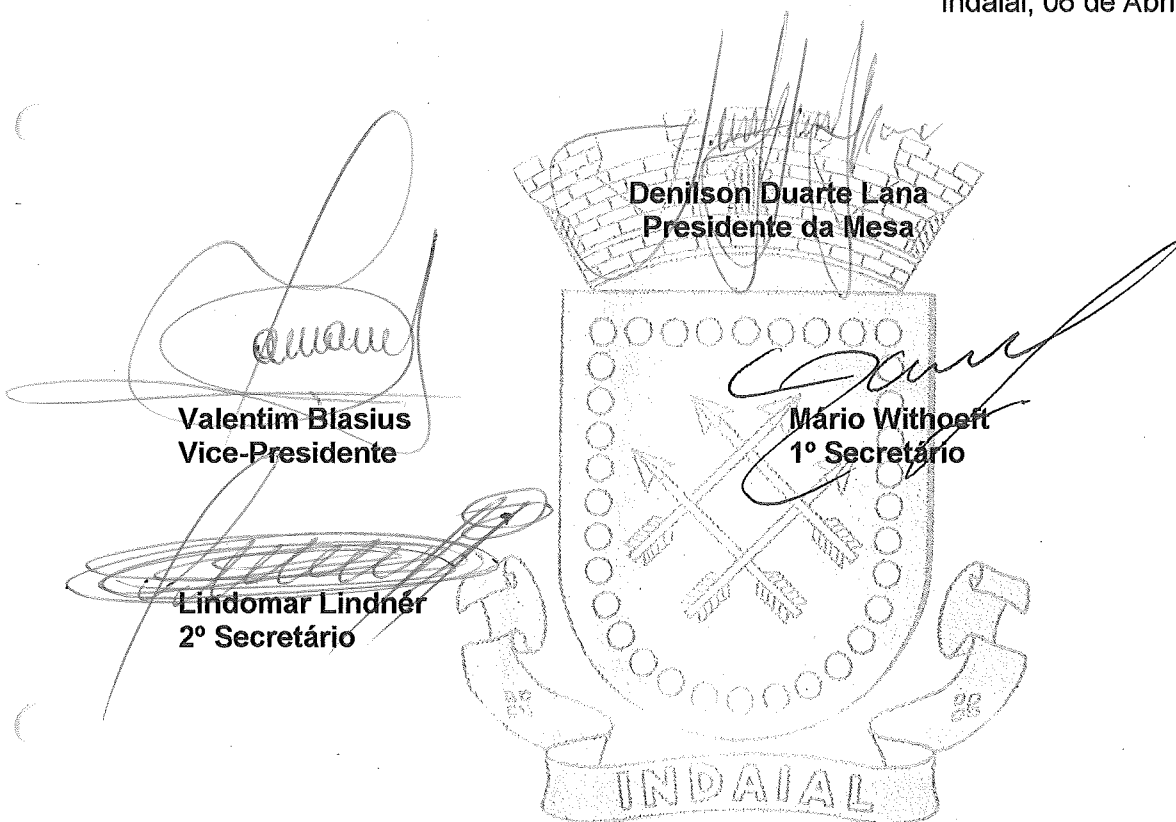 Indaial, 06 de Abri
Denilson Duarte Lana
Presidente da Mesa
Valentim Blasius
Vice-Presidente
Mário Withoeft
1º Secretário
Lindomar Lindner
2º Secretário
INDAIAL